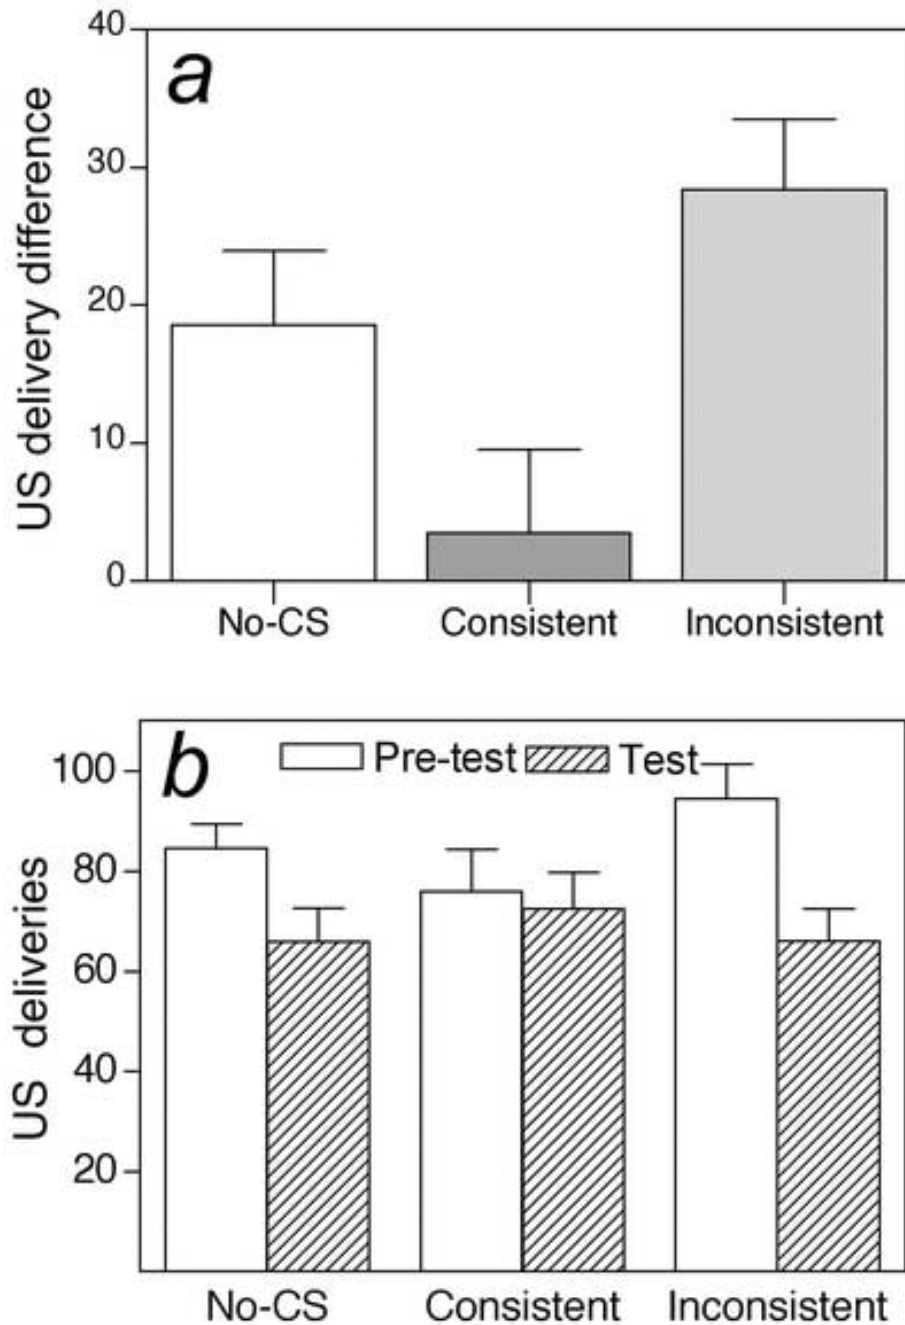 a
US delivery difference
40
30
20
10
0
No-CS Consistent Inconsistent
b
Pre-test Test
US deliveries
100
80
60
40
20
No-CS Consistent Inconsistent